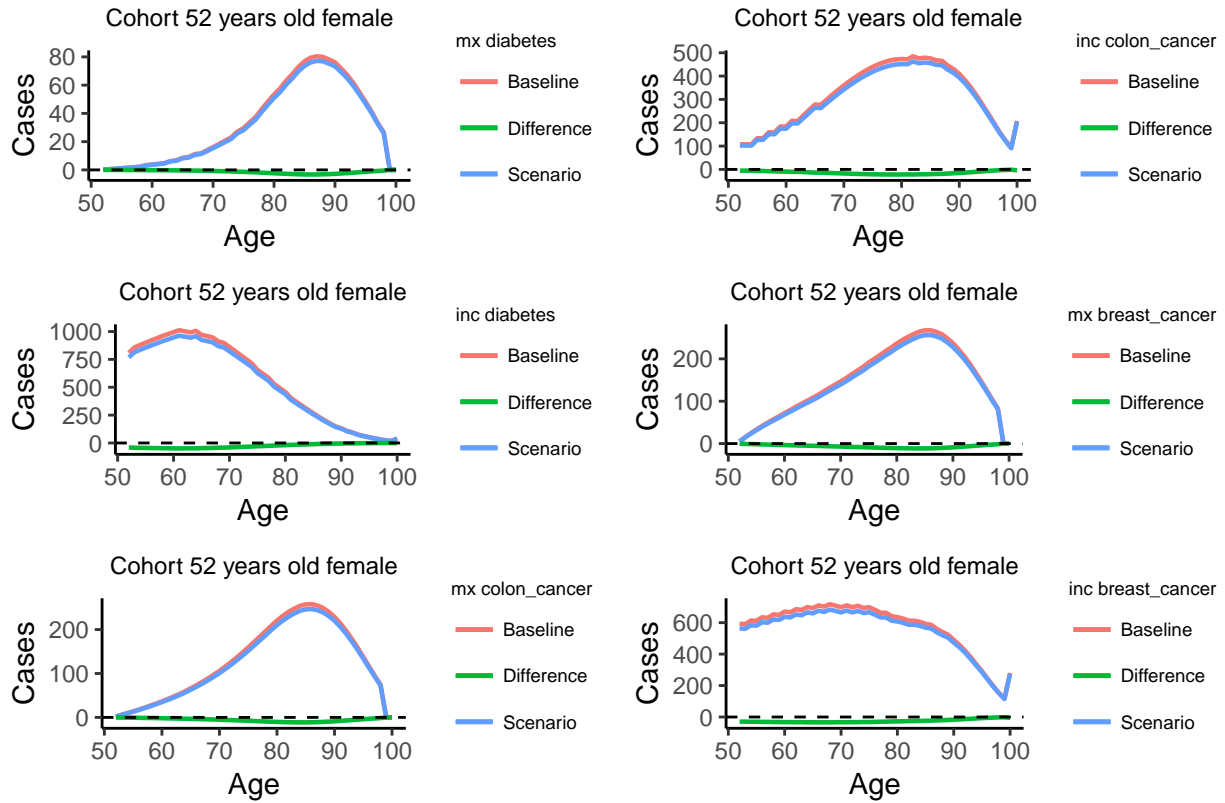 Cohort 52 years old female
mx diabetes
Cases
80
60
40
20
0
50 60 70 80 90 100
Age
Baseline
Difference
Scenario
Cohort 52 years old female
inc colon_cancer
Cases
500
400
300
200
100
0
50 60 70 80 90 100
Age
Baseline
Difference
Scenario
Cohort 52 years old female
inc diabetes
Cases
1000
750
500
250
0
50 60 70 80 90 100
Age
Baseline
Difference
Scenario
Cohort 52 years old female
mx breast_cancer
Cases
200
100
0
50 60 70 80 90 100
Age
Baseline
Difference
Scenario
Cohort 52 years old female
mx colon_cancer
Cases
200
100
0
50 60 70 80 90 100
Age
Baseline
Difference
Scenario
Cohort 52 years old female
inc breast_cancer
Cases
600
400
200
0
50 60 70 80 90 100
Age
Baseline
Difference
Scenario